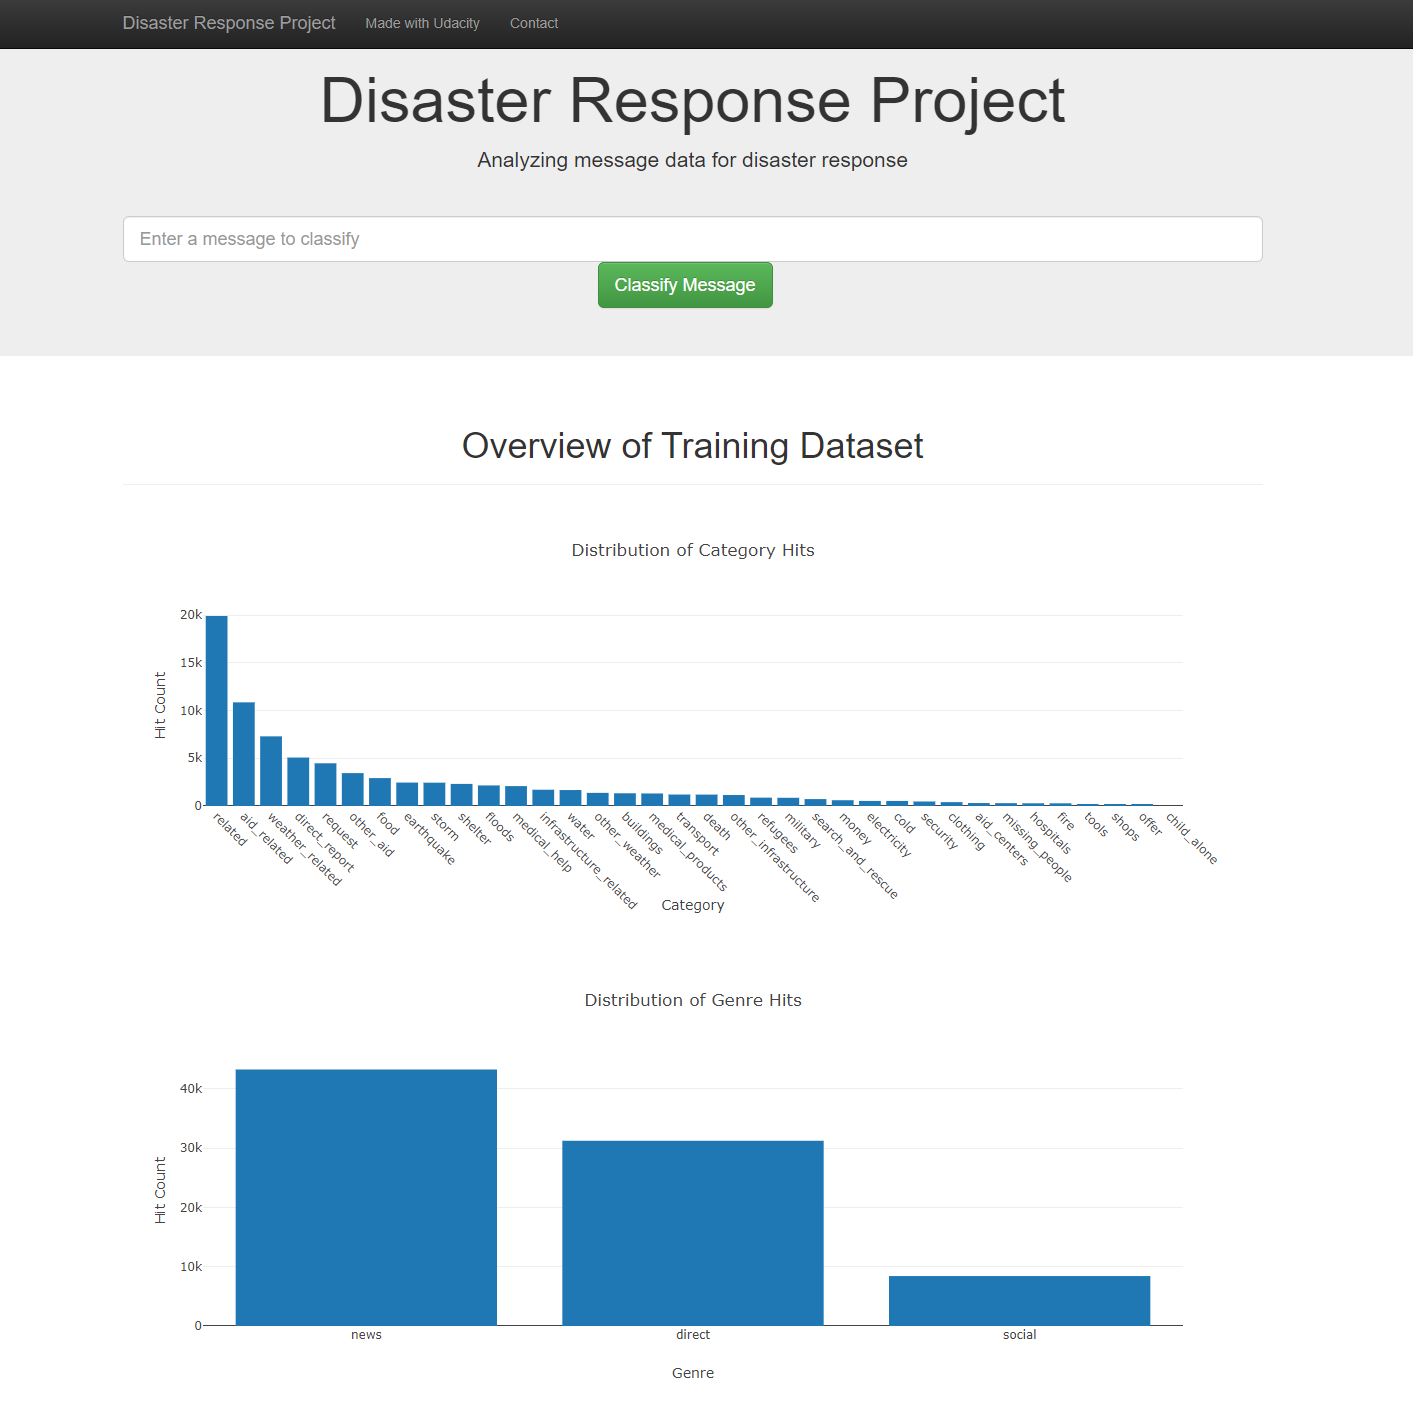 Disaster Response Project Made with Udacity Contact
Disaster Response Project
Analyzing message data for disaster response
Enter a message to classify
Classify Message
Overview of Training Dataset
Distribution of Category Hits
20k
15k
10k
5k
0
Hit Count
related
aid_related
weather_related
direct_report
request
other_aid
food
earthquake
storm
shelter
floods
medical_help
infrastructure_related
water
other_weather
buildings
medical_products
transport
death
other_infrastructure
refugees
military
search_and_rescue
money
electricity
cold
security
clothing
aid_centers
missing_people
hospitals
fire
tools
shops
offer
child_alone
Category
Distribution of Genre Hits
40k
30k
20k
10k
0
Hit Count
news direct social
Genre